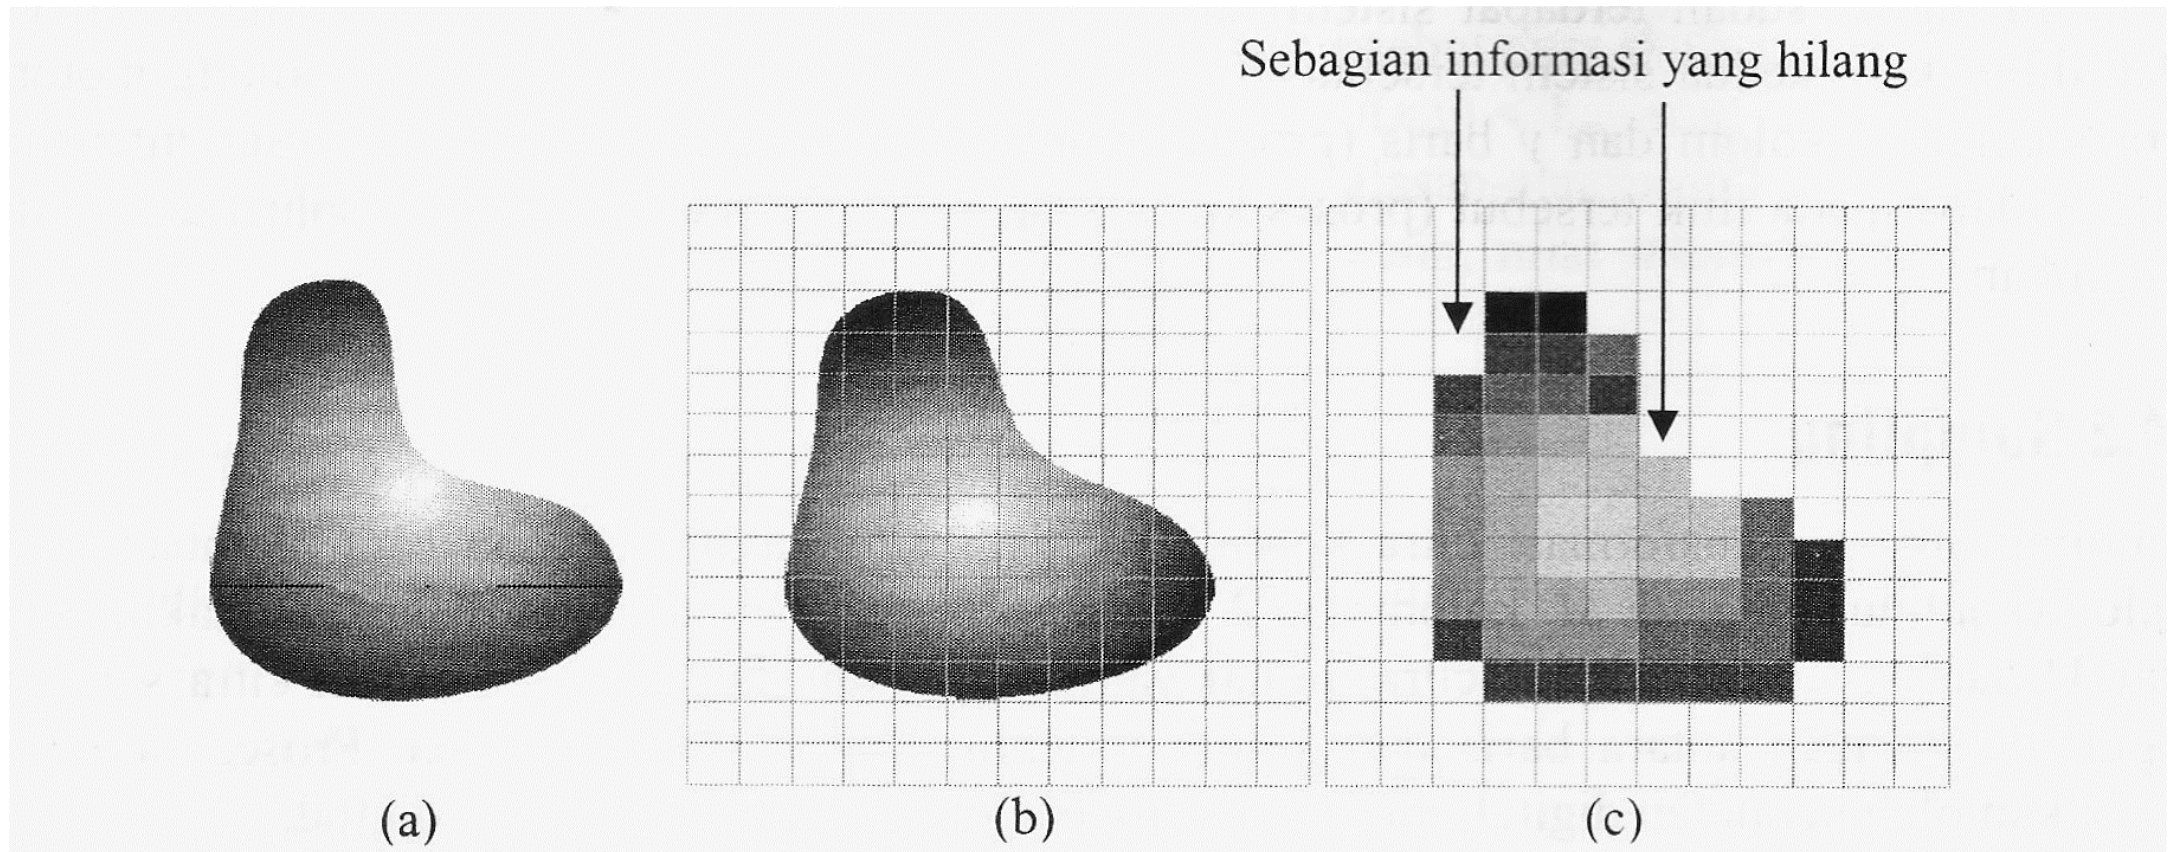 Sebagian informasi yang hilang
(a)
(b)
(c)